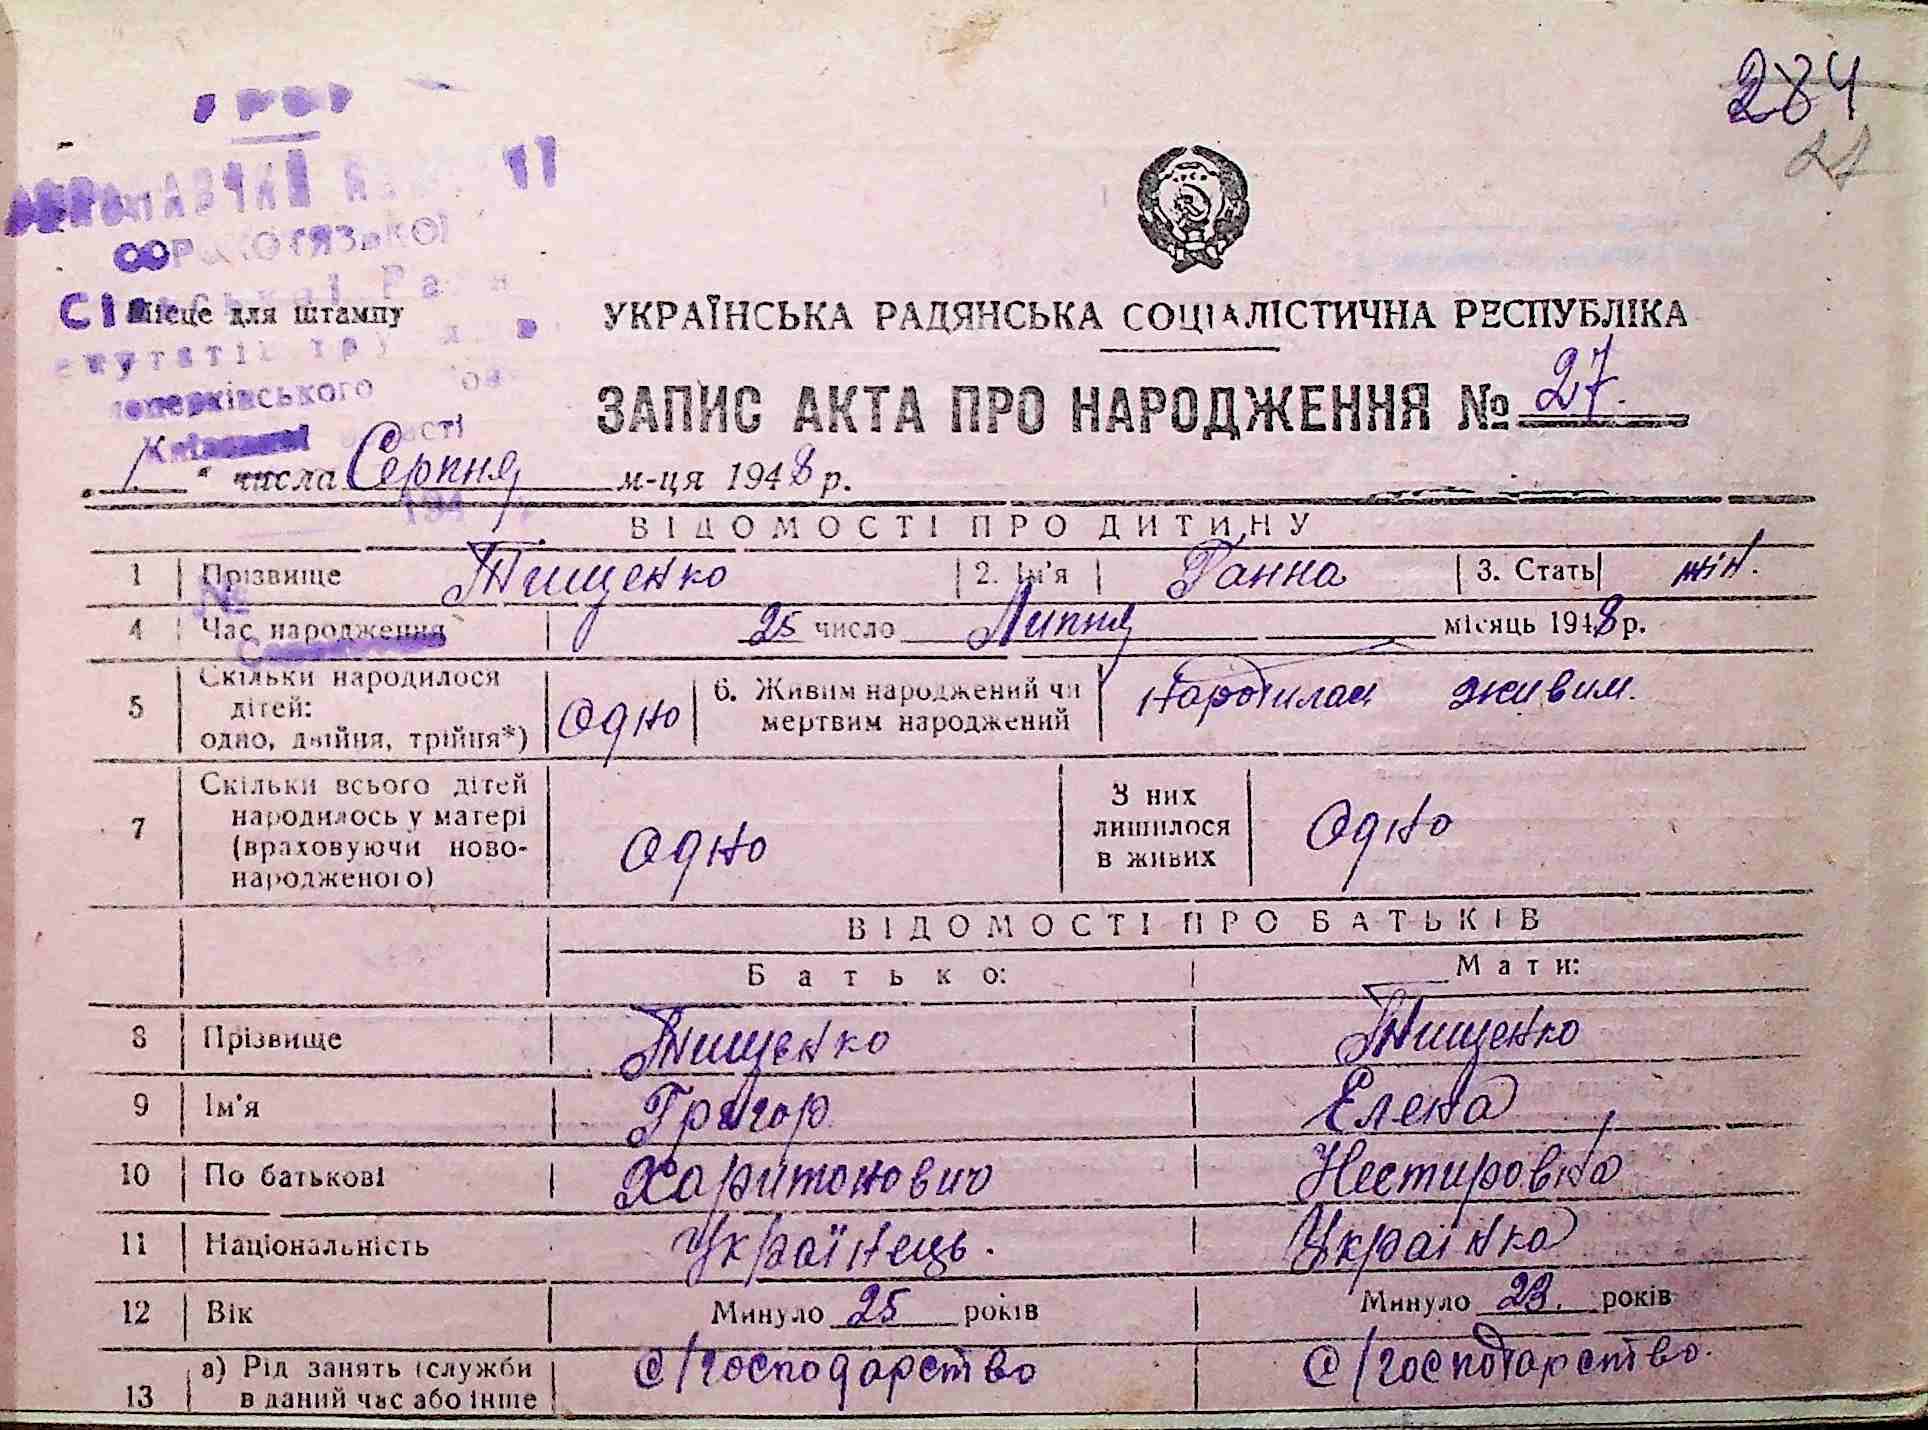 284
27
Сільської Ради
Місце для штампу
УКРАЇНСЬКА РАДЯНСЬКА СОЦІАЛІСТИЧНА РЕСПУБЛІКА
ЗАПИС АКТА ПРО НАРОДЖЕННЯ № 27.
"1" числа Серпня м-ця 1948 р.
ВІДОМОСТІ ПРО ДИТИНУ
1 Прізвище Тищенко 2. Ім'я Ганна 3. Стать жін.
4 Час народження 25 число Липня місяць 1948 р.
5 Скільки народилося дітей: одно, двійня, трійня*) Одно 6. Живим народжений чи мертвим народжений народилась живим.
7 Скільки всього дітей народилось у матері (враховуючи ново-народженого) Одно З них лишилося в живих Одно
ВІДОМОСТІ ПРО БАТЬКІВ
Батько: Мати:
8 Прізвище Тищенко Тищенко
9 Ім'я Григор Елена
10 По батькові Харитонович Нестировна
11 Національність Українець. Українка
12 Вік Минуло 25 років Минуло 23. років
13 а) Рід занять (служби в даний час або інше с/господарство с/господарство.